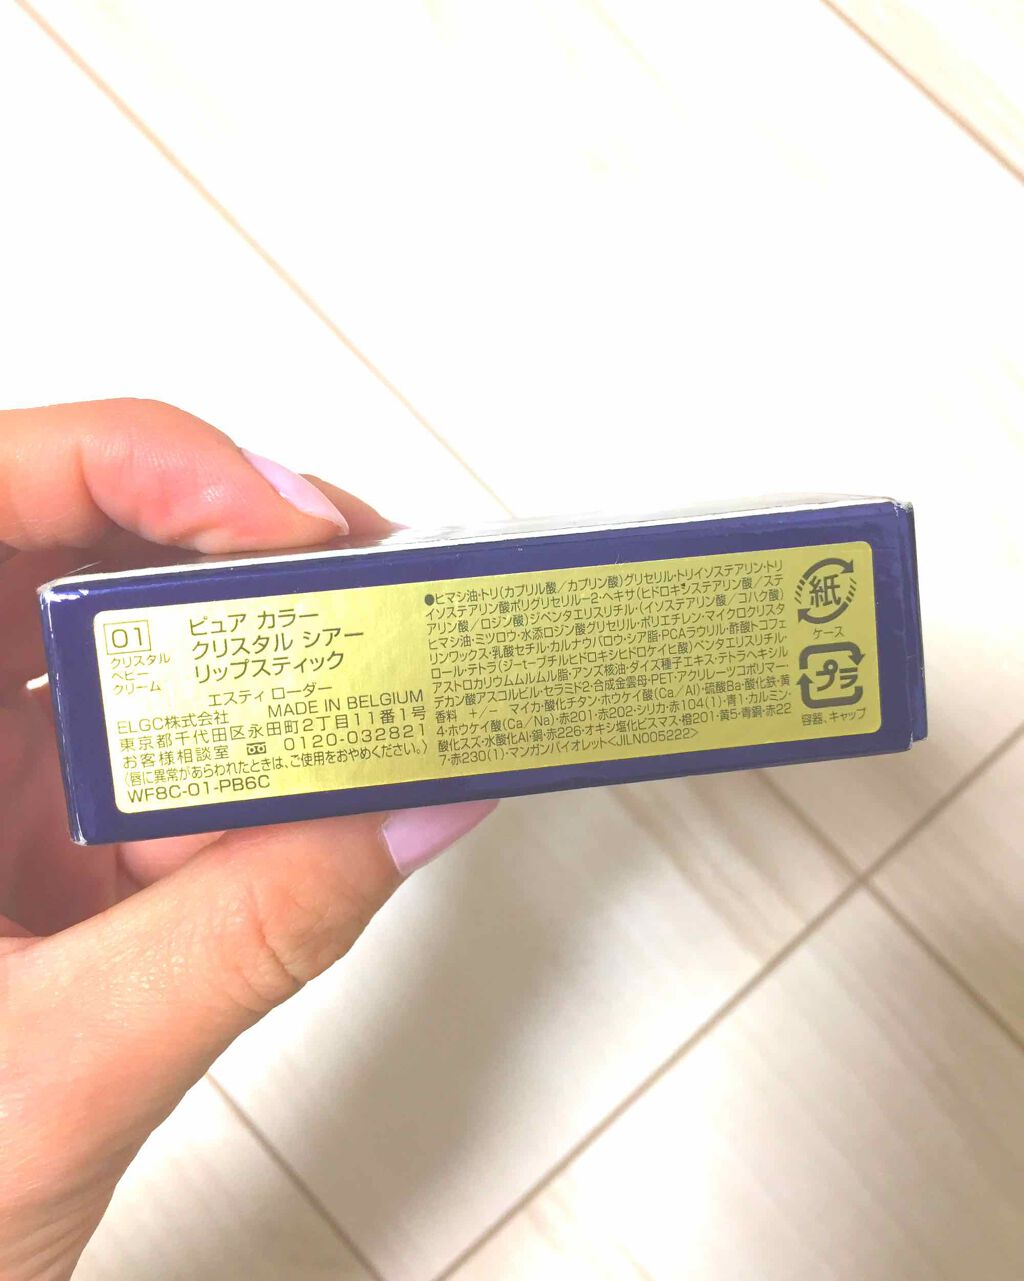 01
クリスタル
ベビー
クリーム
ピュア カラー
クリスタル シアー
リップスティック
エスティ ローダー
ELGC株式会社 MADE IN BELGIUM
東京都千代田区永田町2丁目11番1号
お客様相談室 0120-032821
(唇に異常があらわれたときは、ご使用をおやめください。)
WF8C-01-PB6C
●ヒマシ油・トリ(カプリル酸/カプリン酸)グリセリル・トリイソステアリン・トリ
イソステアリン酸ポリグリセリル-2・ヘキサ(ヒドロキシステアリン酸/ステ
アリン酸/ロジン酸)ジペンタエリスリチル・(イソステアリン酸/コハク酸)
ヒマシ油・ミツロウ・水添ロジン酸グリセリル・ポリエチレン・マイクロクリスタ
リンワックス・乳酸セチル・カルナウバロウ・シア脂・PCAラウリル・酢酸トコフェ
ロール・テトラ(ジ-t-ブチルヒドロキシヒドロケイヒ酸)ペンタエリスリチル・
アストロカリウムムルムル脂・アンズ核油・ダイズ種子エキス・テトラヘキシル
デカン酸アスコルビル・セラミド2・合成金雲母・PET・アクリレーツコポリマー・
香料 +/- マイカ・酸化チタン・ホウケイ酸(Ca/Al)・硫酸Ba・酸化鉄・黄
4・ホウケイ酸(Ca/Na)・赤201・赤202・シリカ・赤104(1)・青1・カルミン・
酸化スズ・水酸化Al・銅・赤226・オキシ塩化ビスマス・橙201・黄5・青銅・赤22
7・赤230(1)・マンガンバイオレット<JILN005222>
紙
ケース
プラ
容器、キャップ